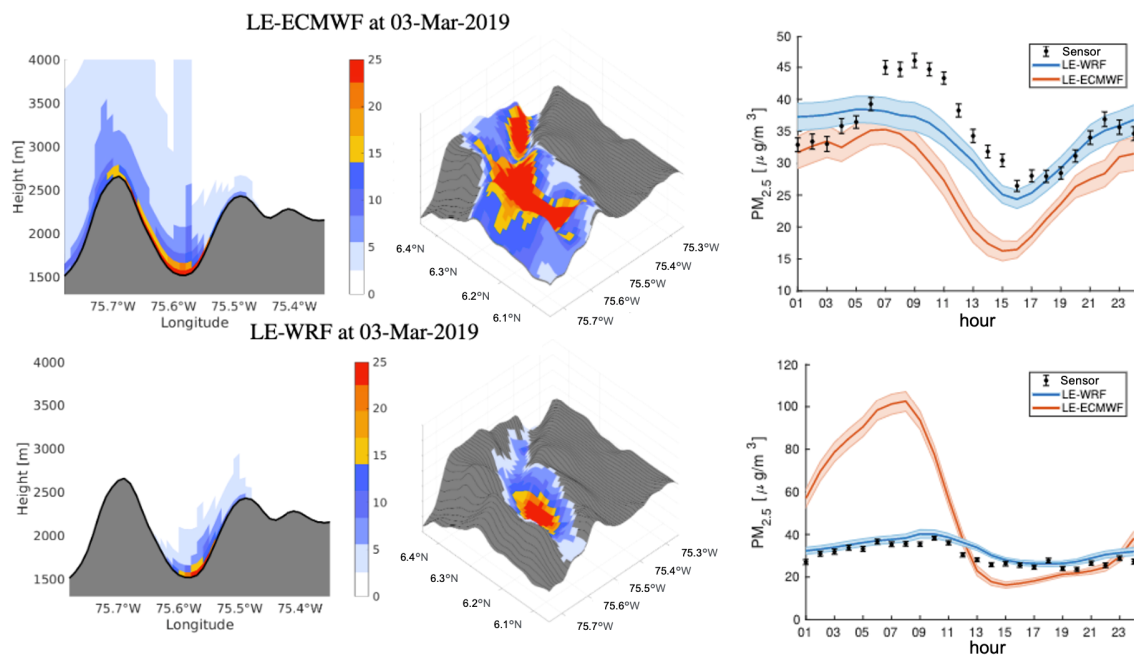 LE-ECMWF at 03-Mar-2019
4000
3500
3000
2500
2000
1500
Height [m]
75.7°W 75.6°W 75.5°W 75.4°W
Longitude
25
20
15
10
5
0
6.4°N
6.3°N
6.2°N
6.1°N
75.3°W
75.4°W
75.5°W
75.6°W
75.7°W
50
45
40
35
30
25
20
15
10
PM2.5 [ μ g/m 3]
Sensor
LE-WRF
LE-ECMWF
01 03 05 07 09 11 13 15 17 19 21 23
hour
LE-WRF at 03-Mar-2019
4000
3500
3000
2500
2000
1500
Height [m]
75.7°W 75.6°W 75.5°W 75.4°W
Longitude
25
20
15
10
5
0
6.4°N
6.3°N
6.2°N
6.1°N
75.3°W
75.4°W
75.5°W
75.6°W
75.7°W
120
100
80
60
40
20
0
PM2.5 [ μ g/m 3]
Sensor
LE-WRF
LE-ECMWF
01 03 05 07 09 11 13 15 17 19 21 23
hour